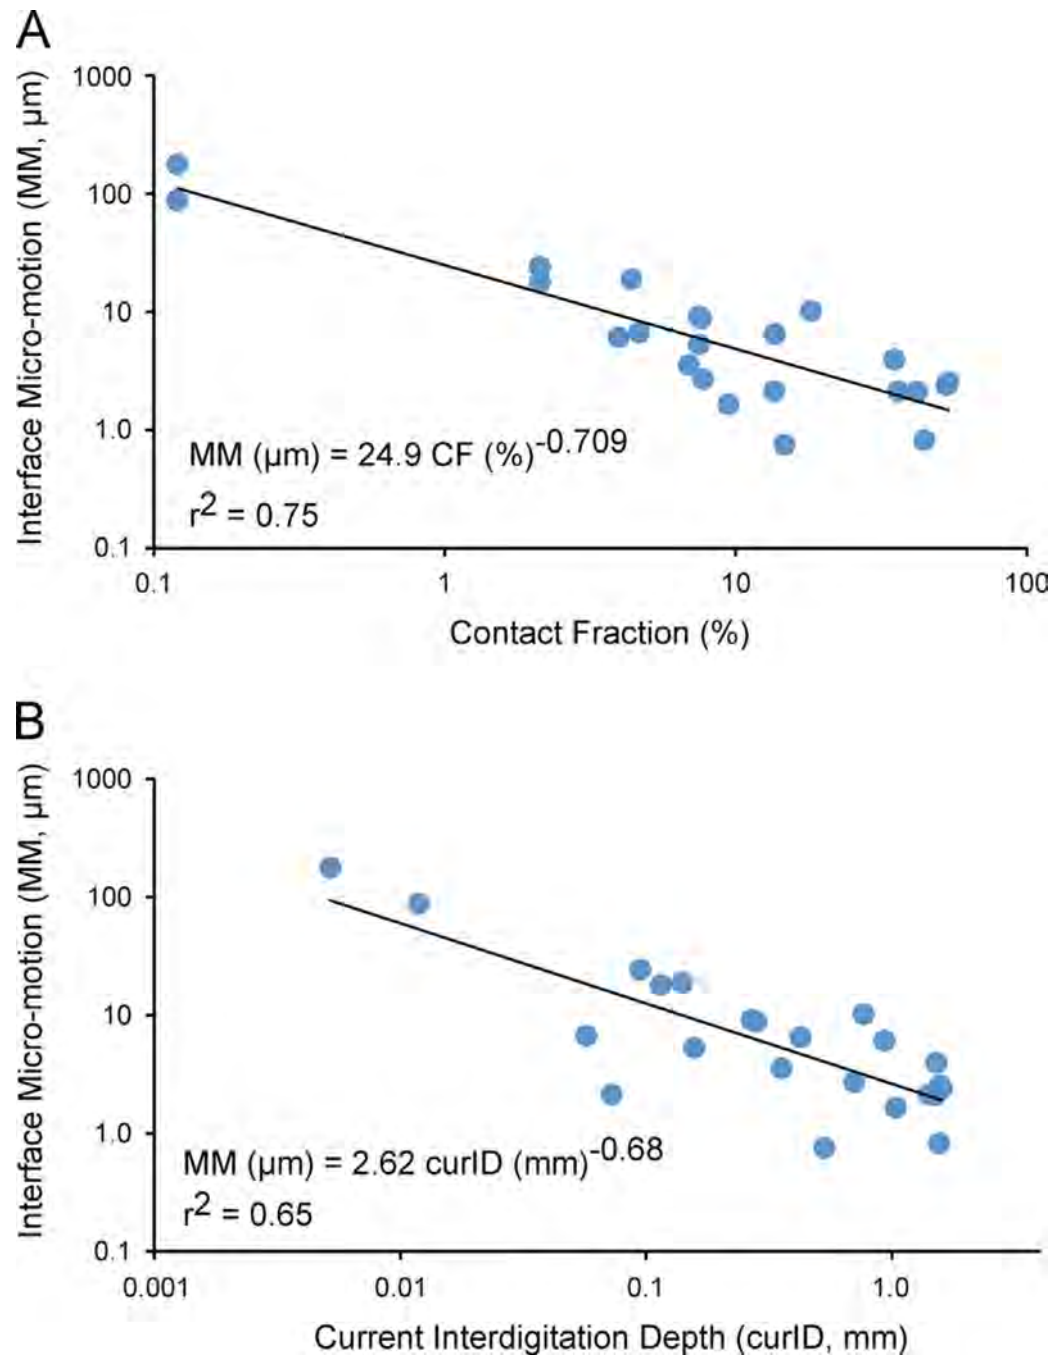 A
Interface Micro-motion (MM, µm)
1000
100
10
1.0
0.1
MM (µm) = 24.9 CF (%)-0.709
r2 = 0.75
0.1 1 10 100
Contact Fraction (%)
B
Interface Micro-motion (MM, µm)
1000
100
10
1.0
0.1
MM (µm) = 2.62 curID (mm)-0.68
r2 = 0.65
0.001 0.01 0.1 1.0
Current Interdigitation Depth (curID, mm)